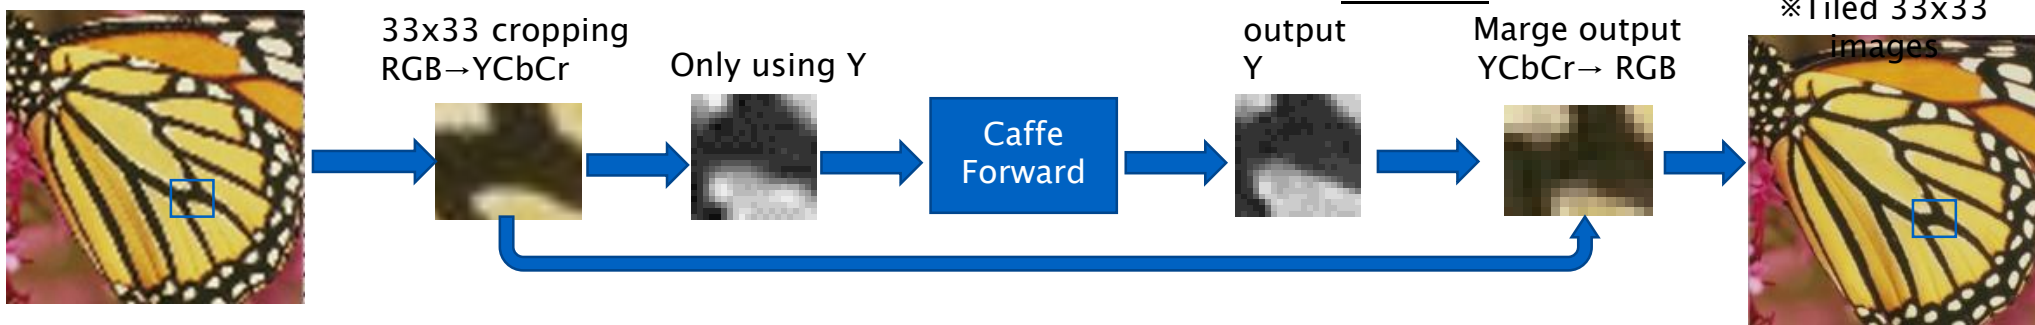 33x33 cropping
RGB→YCbCr
Only using Y
Caffe
Forward
output
Y
Marge output
YCbCr→ RGB
※Tiled 33x33
images